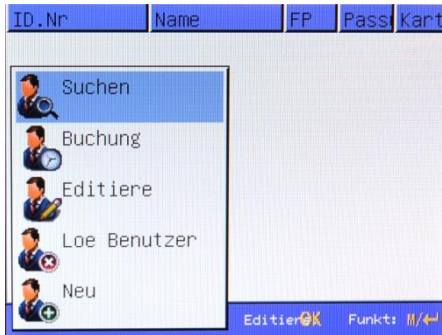 ID.Nr Name FP Pass Kart
Suchen
Buchung
Editiere
Loe Benutzer
Neu
Editier OK Funkt: M/↵